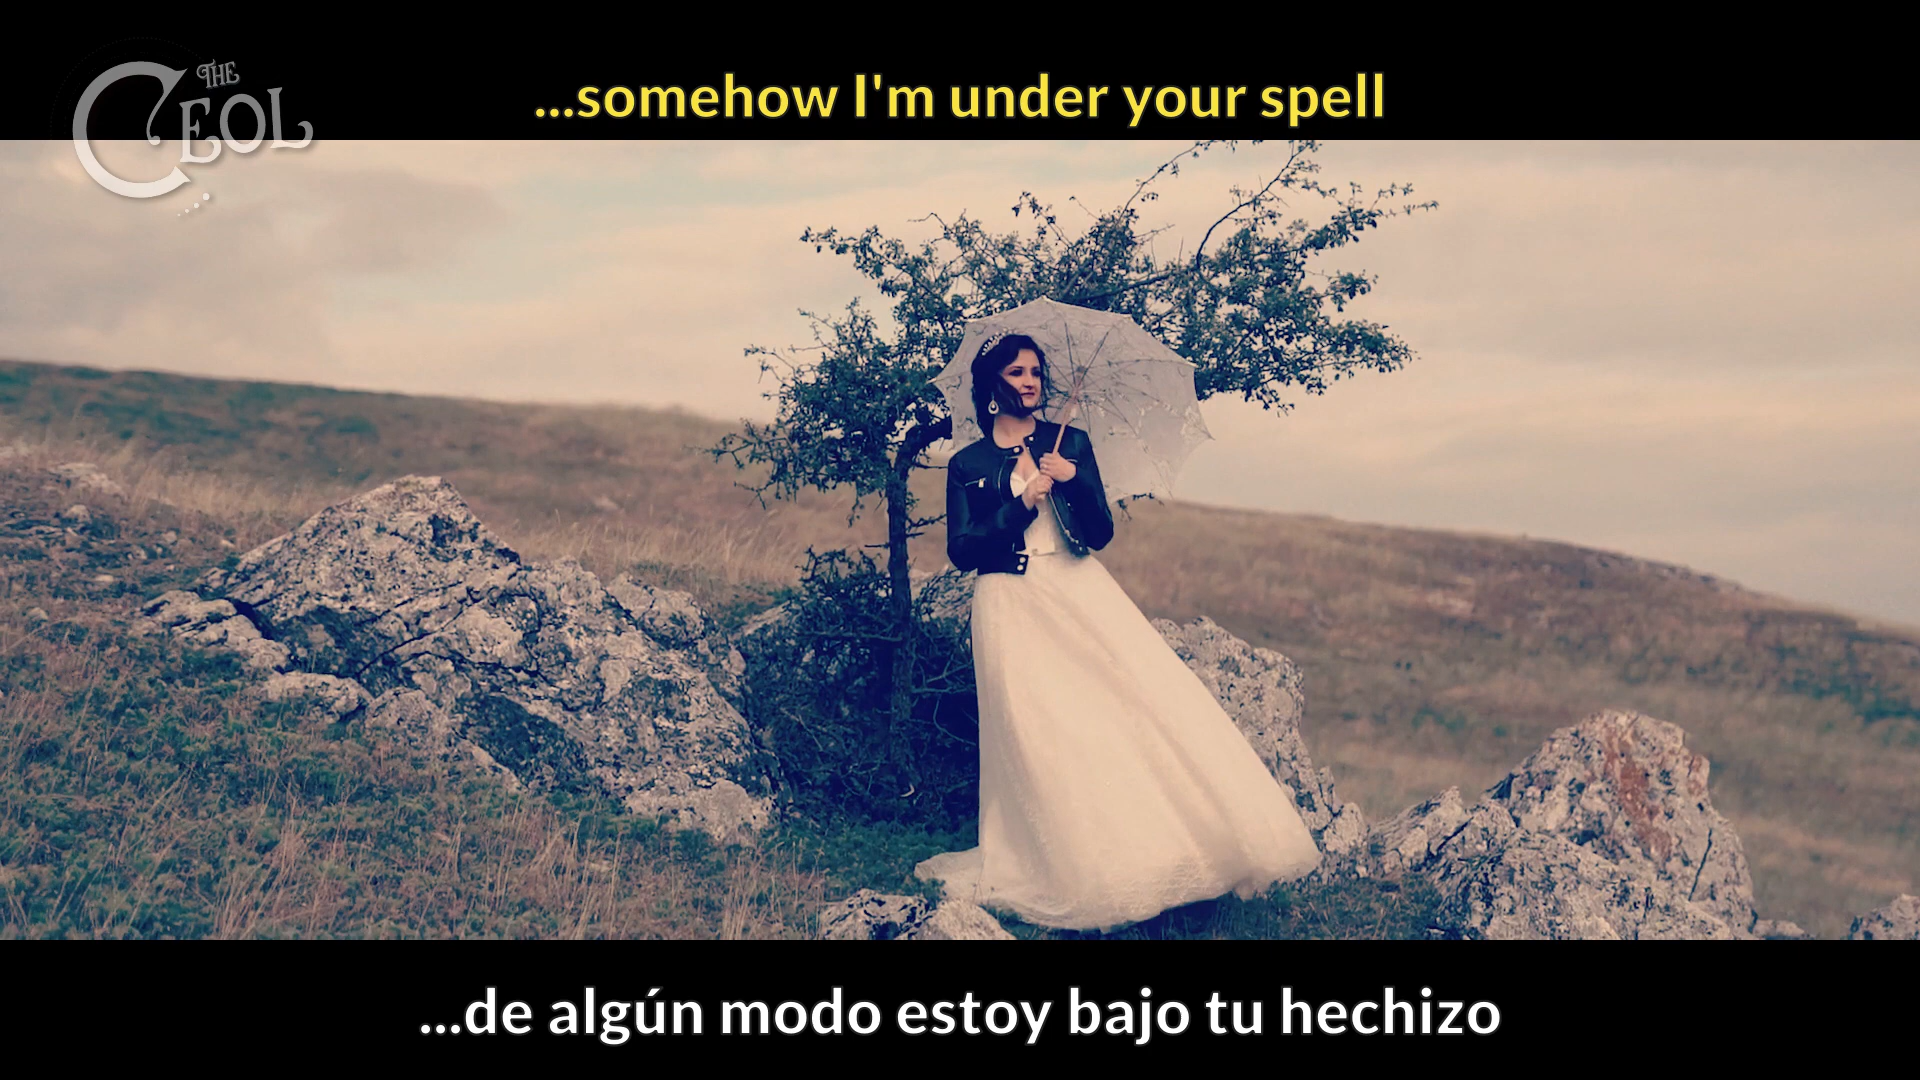 THE
CEOL
...somehow I'm under your spell
...de algún modo estoy bajo tu hechizo